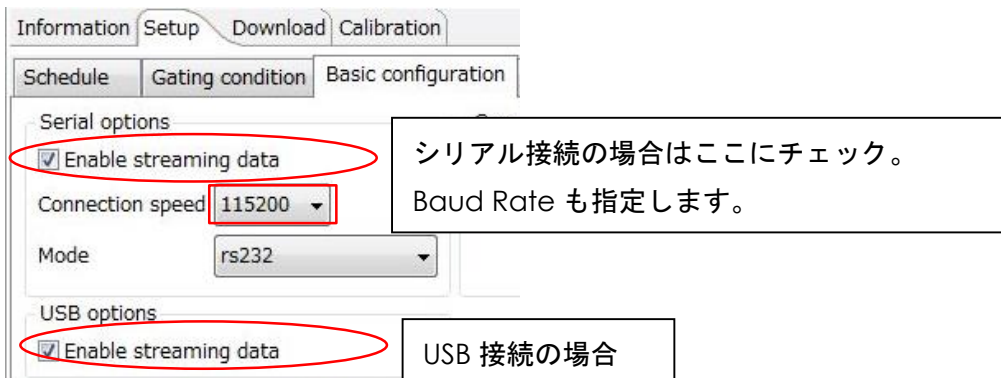 Information Setup Download Calibration
Schedule Gating condition Basic configuration
Serial options
Enable streaming data
シリアル接続の場合はここにチェック。
Connection speed 115200
Baud Rate も指定します。
Mode rs232
USB options
Enable streaming data
USB 接続の場合